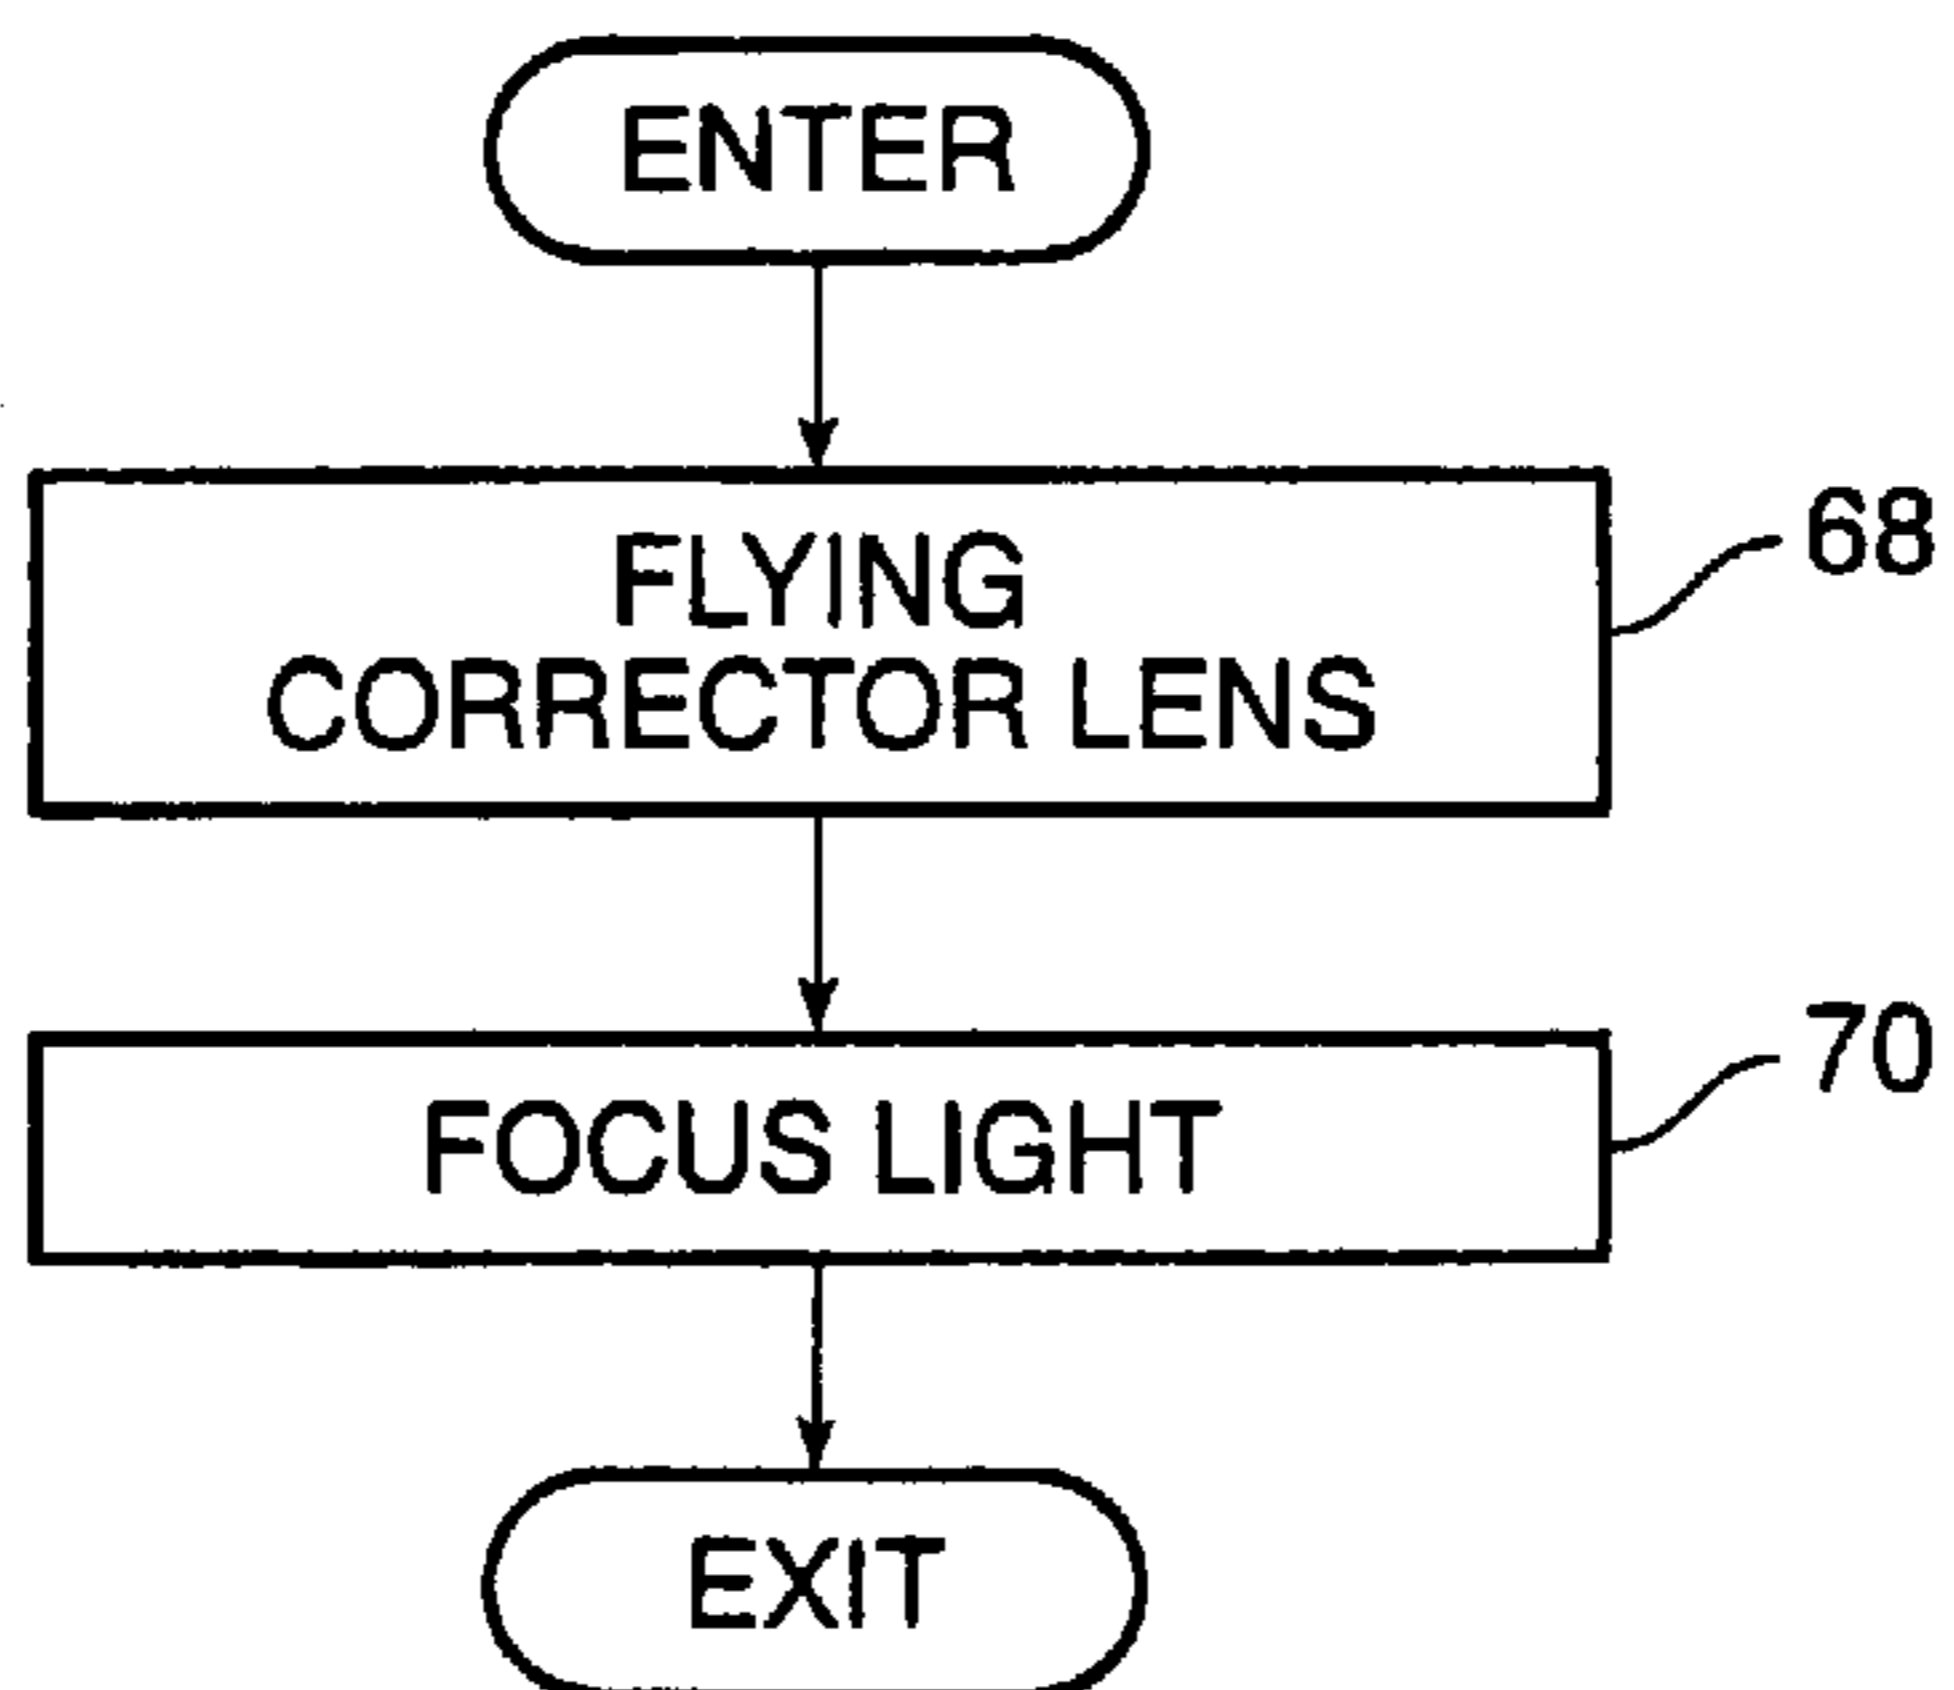 ENTER
FLYING
CORRECTOR LENS
68
FOCUS LIGHT
70
EXIT